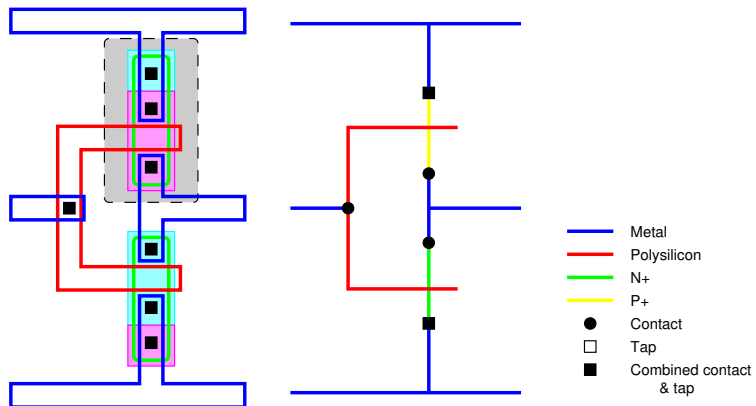 Metal
Polysilicon
N+
P+
Contact
Tap
Combined contact
& tap